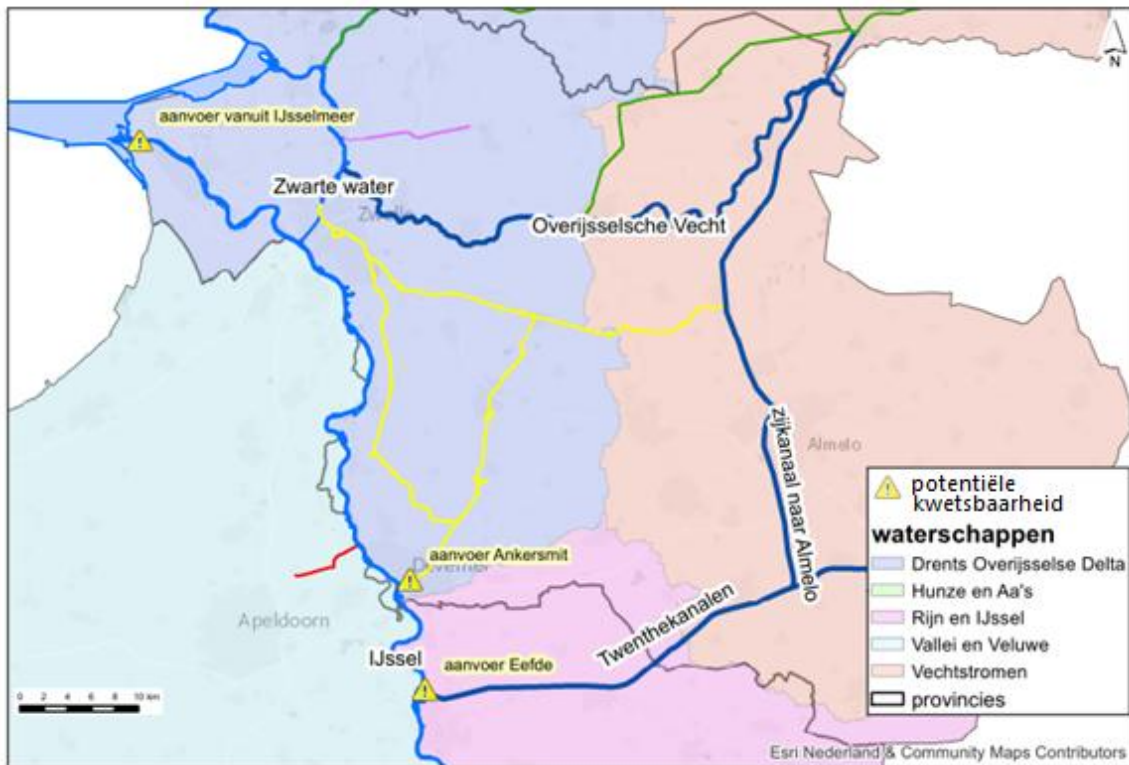 N
aanvoer vanuit IJsselmeer
Zwarte water
Overijsselsche Vecht
zijkanaal naar Almelo
Almelo
aanvoer Ankersmit
Apeldoorn
Twenthekanalen
IJssel
aanvoer Eefde
0 2 4 6 8 10 km
potentiële
kwetsbaarheid
waterschappen
Drents Overijsselse Delta
Hunze en Aa's
Rijn en IJssel
Vallei en Veluwe
Vechtstromen
provincies
Esri Nederland & Community Maps Contributors